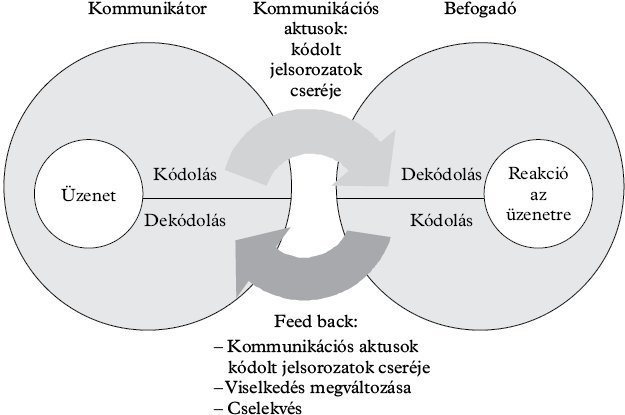 Kommunikátor
Kommunikációs
aktusok:
kódolt
jelsorozatok
cseréje
Befogadó
Üzenet
Kódolás
Dekódolás
Dekódolás
Kódolás
Reakció
az
üzenetre
Feed back:
– Kommunikációs aktusok
kódolt jelsorozatok cseréje
– Viselkedés megváltozása
– Cselekvés